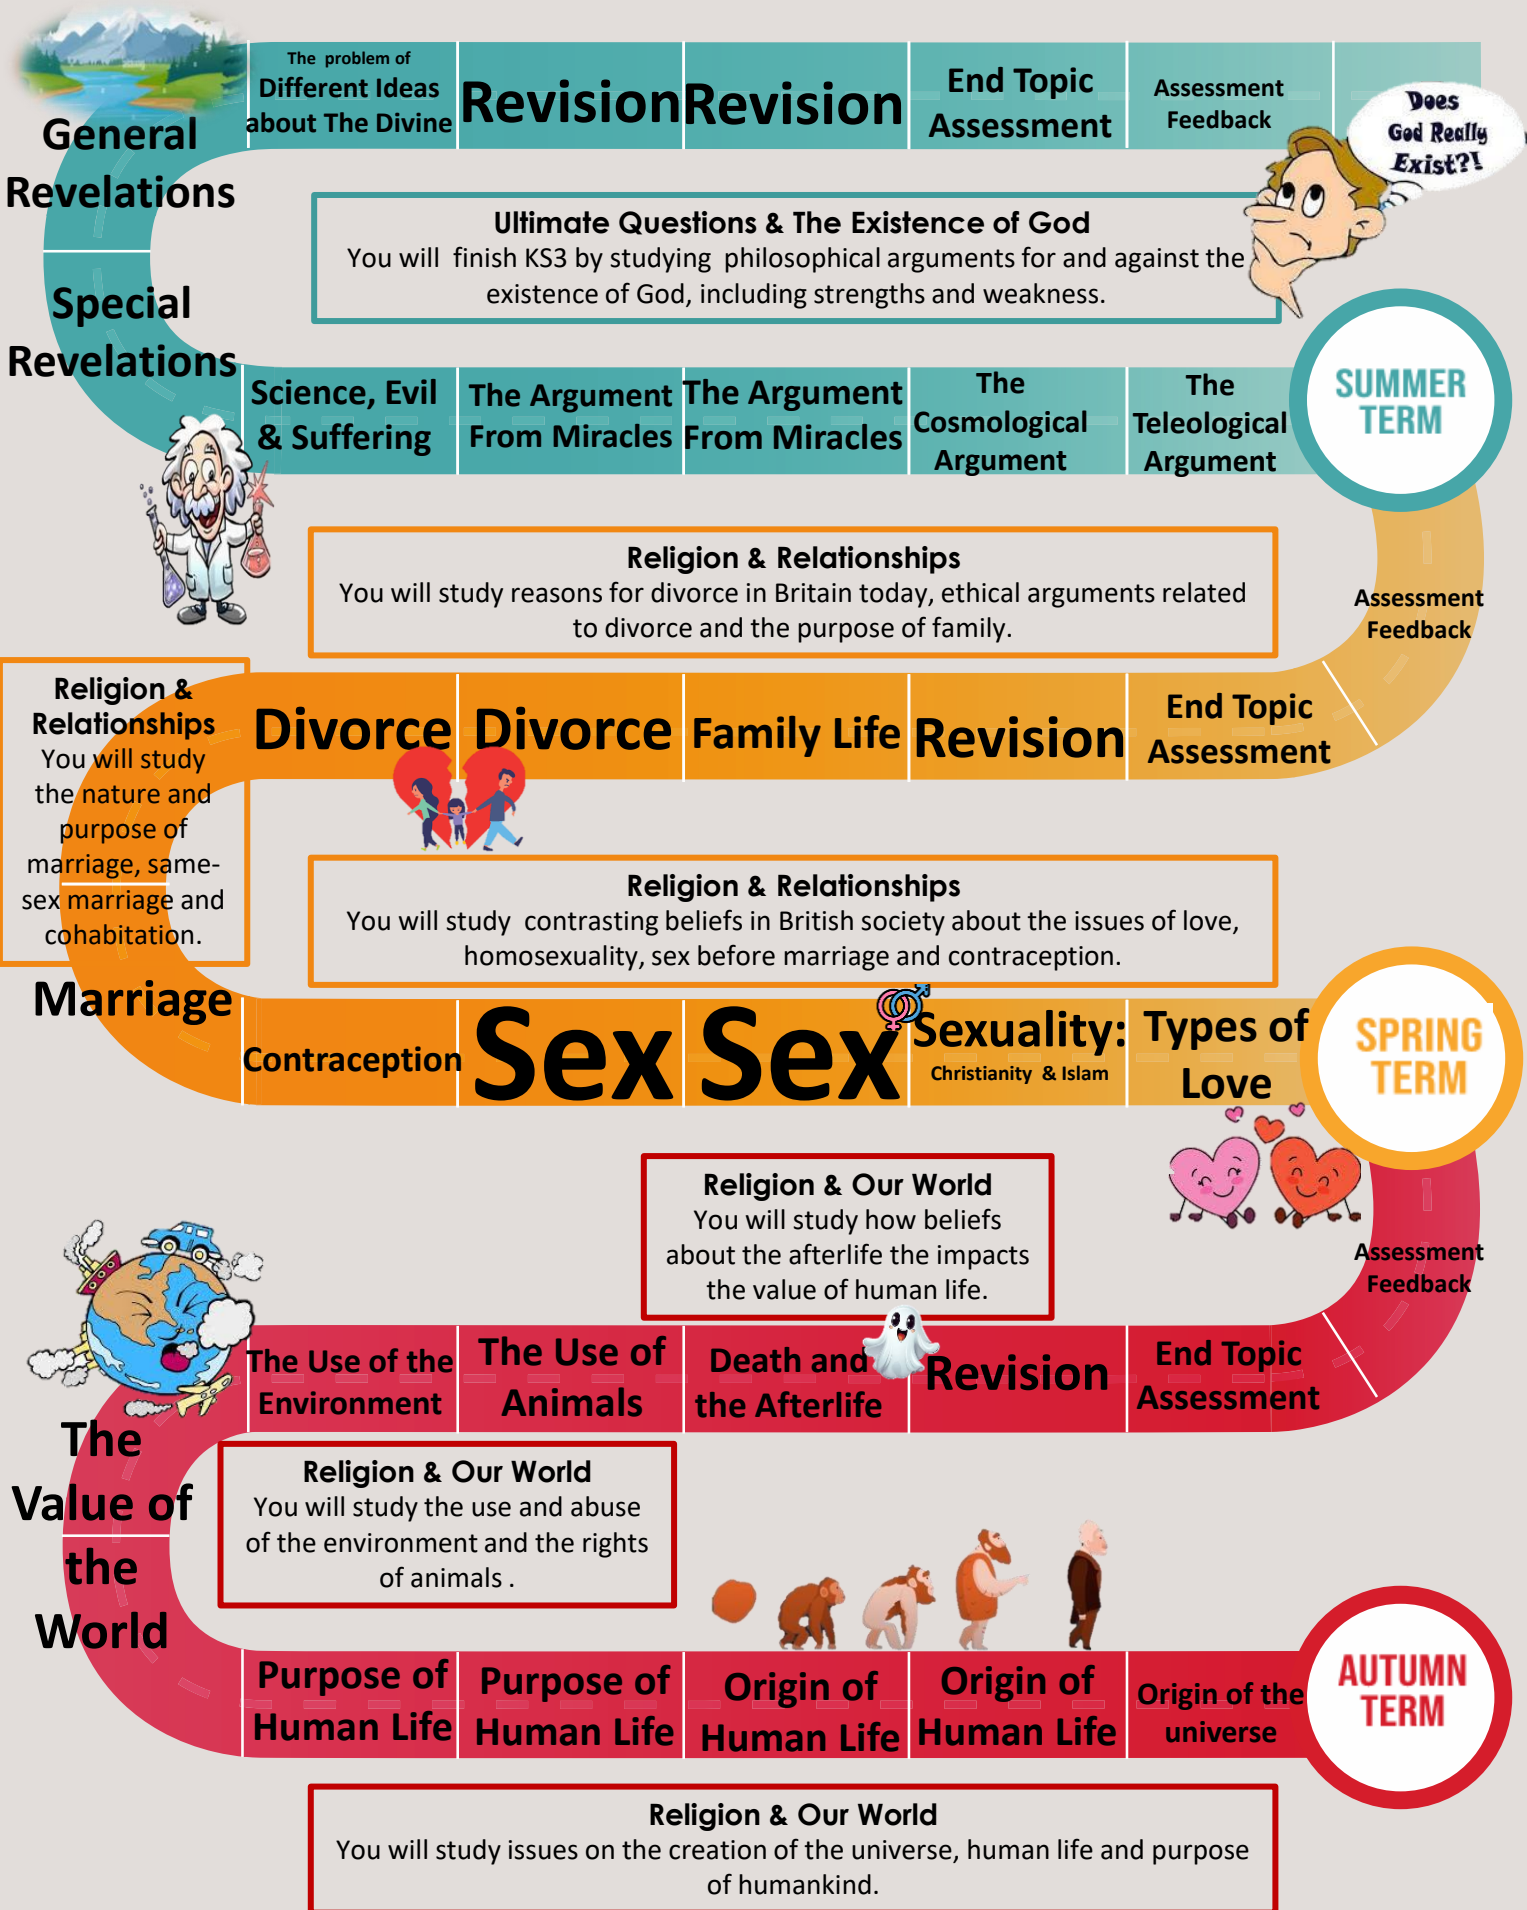 The problem of
Different Ideas
about The Divine
Revision
Revision
End Topic
Assessment
Assessment
Feedback
Does
God Really
Exist?!
General
Revelations
Ultimate Questions & The Existence of God
You will finish KS3 by studying philosophical arguments for and against the
existence of God, including strengths and weakness.
Special
Revelations
Science, Evil
& Suffering
The Argument
From Miracles
The Argument
From Miracles
The
Cosmological
Argument
The
Teleological
Argument
SUMMER
TERM
Religion & Relationships
You will study reasons for divorce in Britain today, ethical arguments related
to divorce and the purpose of family.
Assessment
Feedback
Religion &
Relationships
You will study
the nature and
purpose of
marriage, same-
sex marriage and
cohabitation.
Divorce
Divorce
Family Life
Revision
End Topic
Assessment
Religion & Relationships
You will study contrasting beliefs in British society about the issues of love,
homosexuality, sex before marriage and contraception.
Marriage
Contraception
Sex
Sex
Sexuality:
Christianity & Islam
Types of
Love
SPRING
TERM
Religion & Our World
You will study how beliefs
about the afterlife the impacts
the value of human life.
Assessment
Feedback
The Use of the
Environment
The Use of
Animals
Death and
the Afterlife
Revision
End Topic
Assessment
The
Value of
the
World
Religion & Our World
You will study the use and abuse
of the environment and the rights
of animals .
Purpose of
Human Life
Purpose of
Human Life
Origin of
Human Life
Origin of
Human Life
Origin of the
universe
AUTUMN
TERM
Religion & Our World
You will study issues on the creation of the universe, human life and purpose
of humankind.